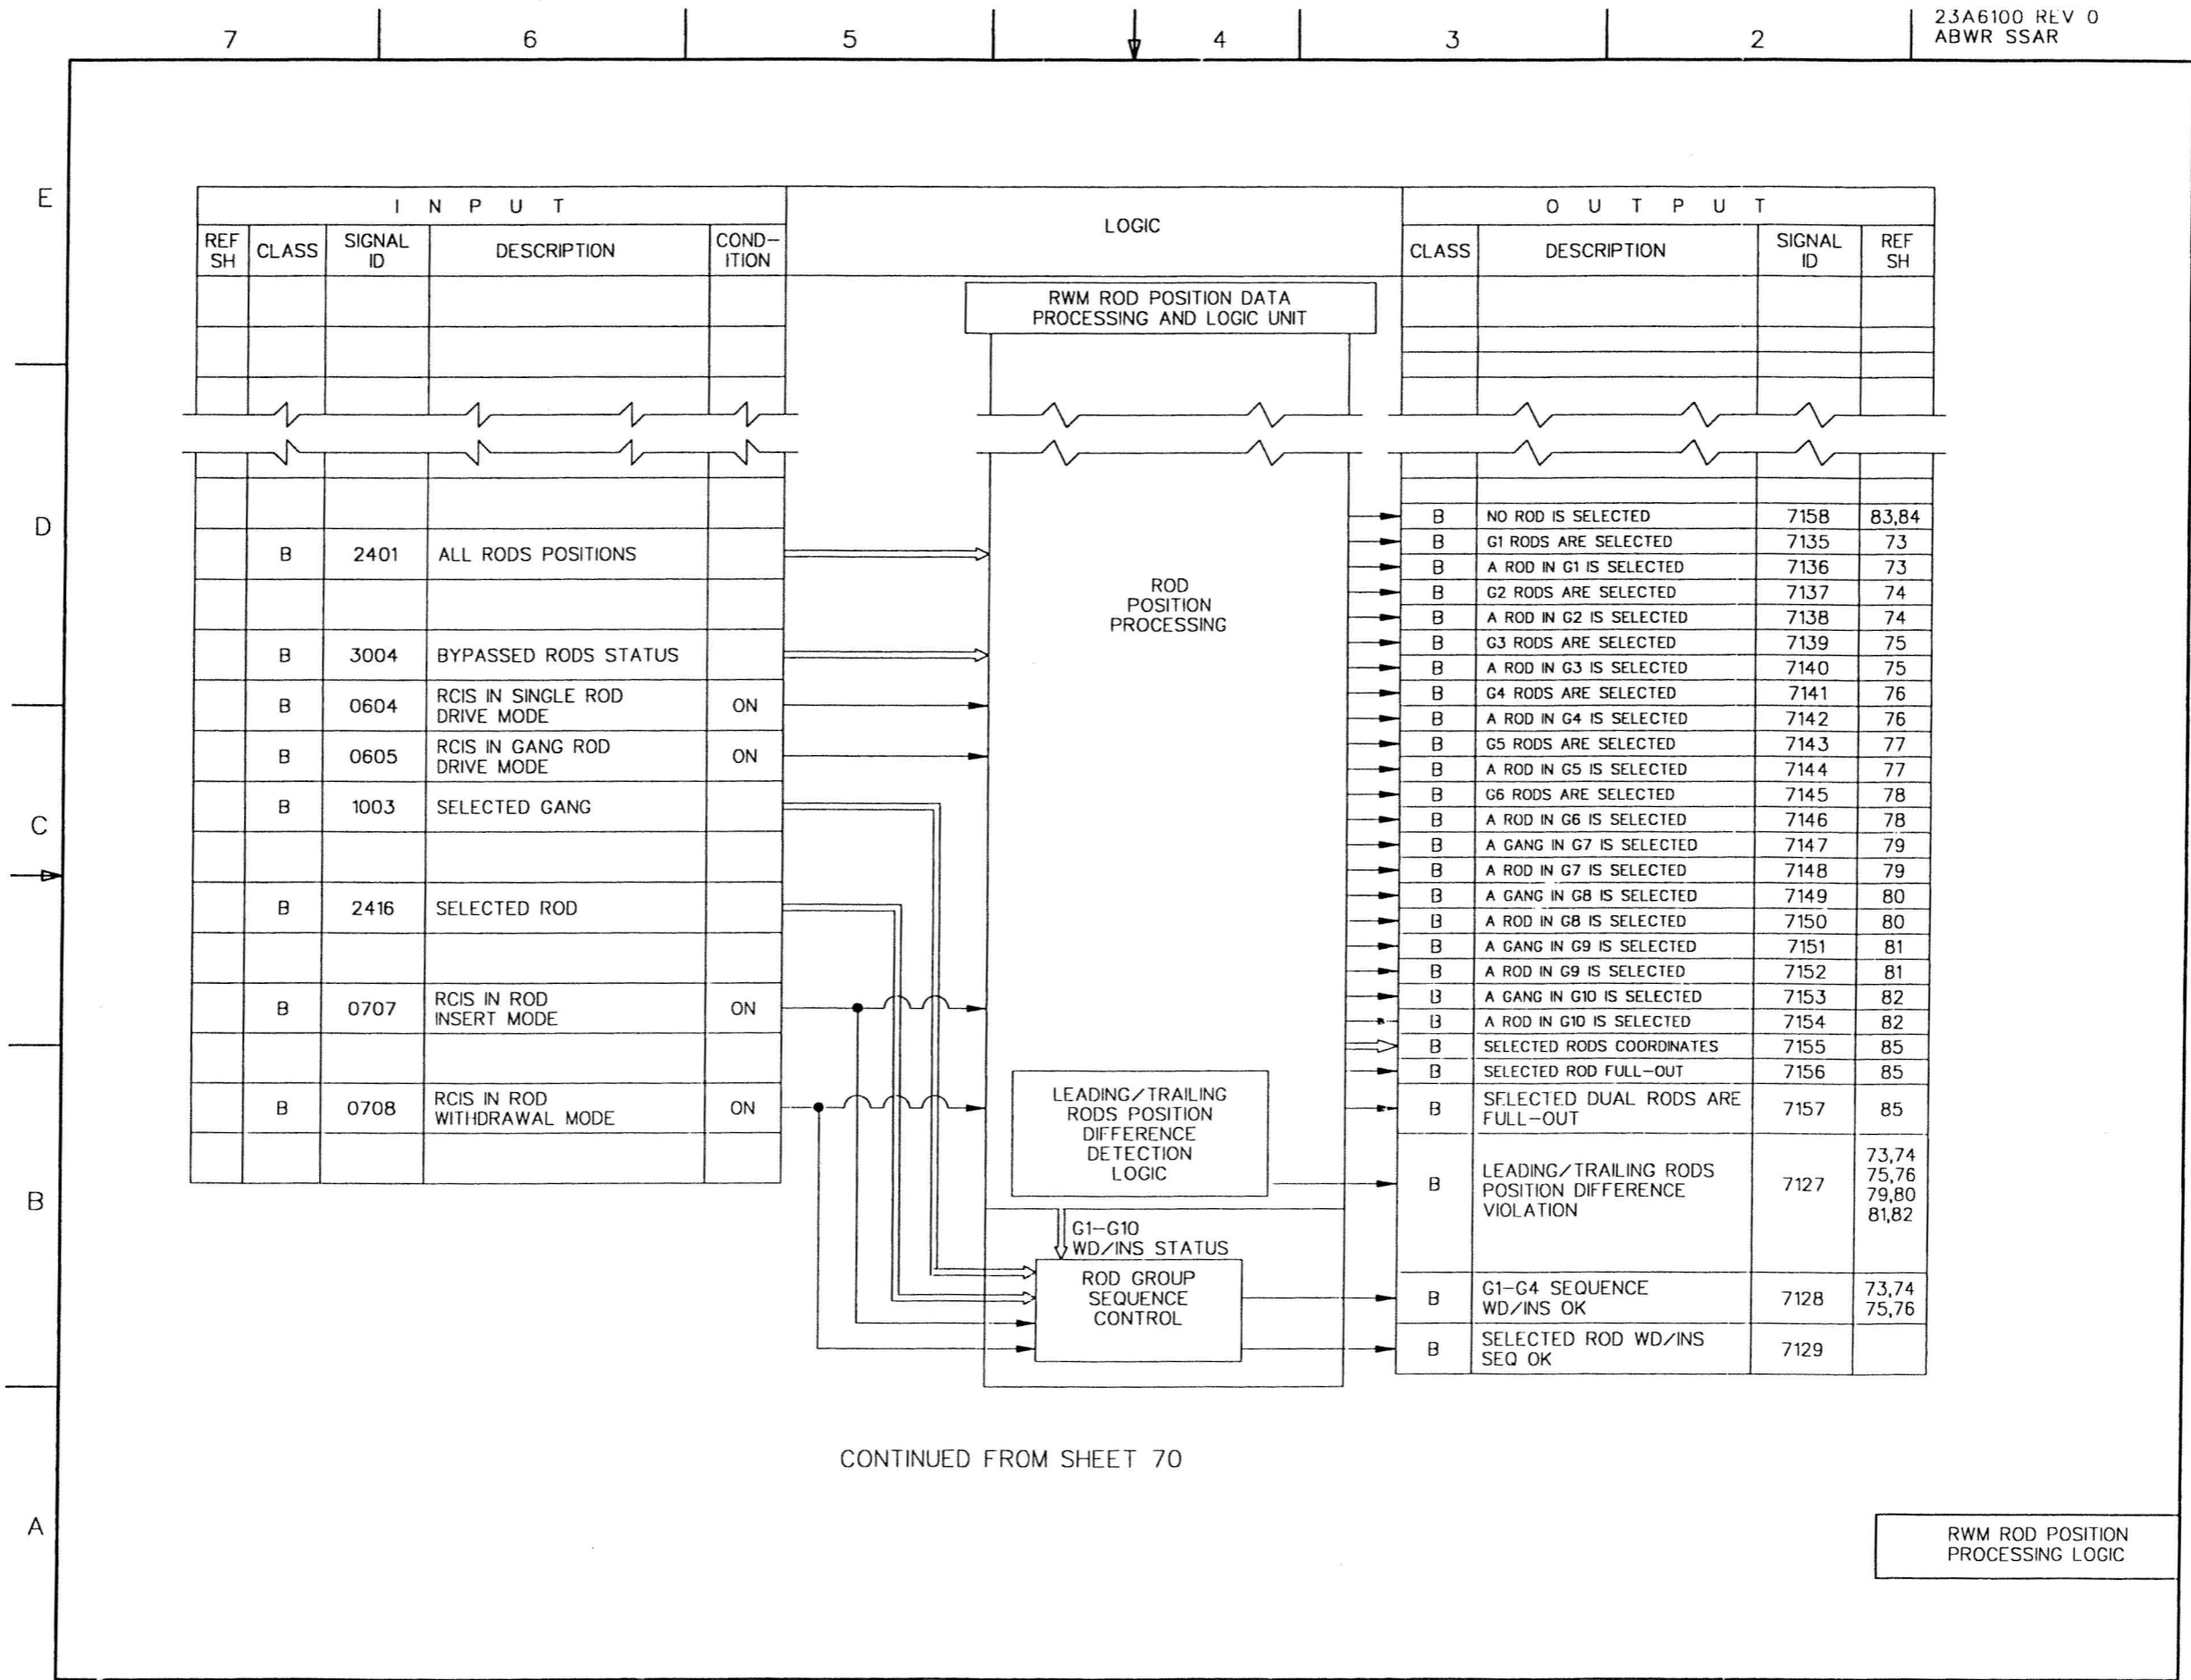 23A6100 REV 0
ABWR SSAR
7 6 5 4 3 2
E
D
C
B
A
I N P U T
REF SH CLASS SIGNAL ID DESCRIPTION COND-ITION
B 2401 ALL RODS POSITIONS
B 3004 BYPASSED RODS STATUS
B 0604 RCIS IN SINGLE ROD DRIVE MODE ON
B 0605 RCIS IN GANG ROD DRIVE MODE ON
B 1003 SELECTED GANG
B 2416 SELECTED ROD
B 0707 RCIS IN ROD INSERT MODE ON
B 0708 RCIS IN ROD WITHDRAWAL MODE ON
LOGIC
RWM ROD POSITION DATA
PROCESSING AND LOGIC UNIT
ROD
POSITION
PROCESSING
LEADING/TRAILING
RODS POSITION
DIFFERENCE
DETECTION
LOGIC
G1-G10
WD/INS STATUS
ROD GROUP
SEQUENCE
CONTROL
O U T P U T
CLASS DESCRIPTION SIGNAL ID REF SH
B NO ROD IS SELECTED 7158 83,84
B G1 RODS ARE SELECTED 7135 73
B A ROD IN G1 IS SELECTED 7136 73
B G2 RODS ARE SELECTED 7137 74
B A ROD IN G2 IS SELECTED 7138 74
B G3 RODS ARE SELECTED 7139 75
B A ROD IN G3 IS SELECTED 7140 75
B G4 RODS ARE SELECTED 7141 76
B A ROD IN G4 IS SELECTED 7142 76
B G5 RODS ARE SELECTED 7143 77
B A ROD IN G5 IS SELECTED 7144 77
B G6 RODS ARE SELECTED 7145 78
B A ROD IN G6 IS SELECTED 7146 78
B A GANG IN G7 IS SELECTED 7147 79
B A ROD IN G7 IS SELECTED 7148 79
B A GANG IN G8 IS SELECTED 7149 80
B A ROD IN G8 IS SELECTED 7150 80
B A GANG IN G9 IS SELECTED 7151 81
B A ROD IN G9 IS SELECTED 7152 81
B A GANG IN G10 IS SELECTED 7153 82
B A ROD IN G10 IS SELECTED 7154 82
B SELECTED RODS COORDINATES 7155 85
B SELECTED ROD FULL-OUT 7156 85
B SELECTED DUAL RODS ARE FULL-OUT 7157 85
B LEADING/TRAILING RODS POSITION DIFFERENCE VIOLATION 7127 73,74 75,76 79,80 81,82
B G1-G4 SEQUENCE WD/INS OK 7128 73,74 75,76
B SELECTED ROD WD/INS SEQ OK 7129
CONTINUED FROM SHEET 70
RWM ROD POSITION
PROCESSING LOGIC